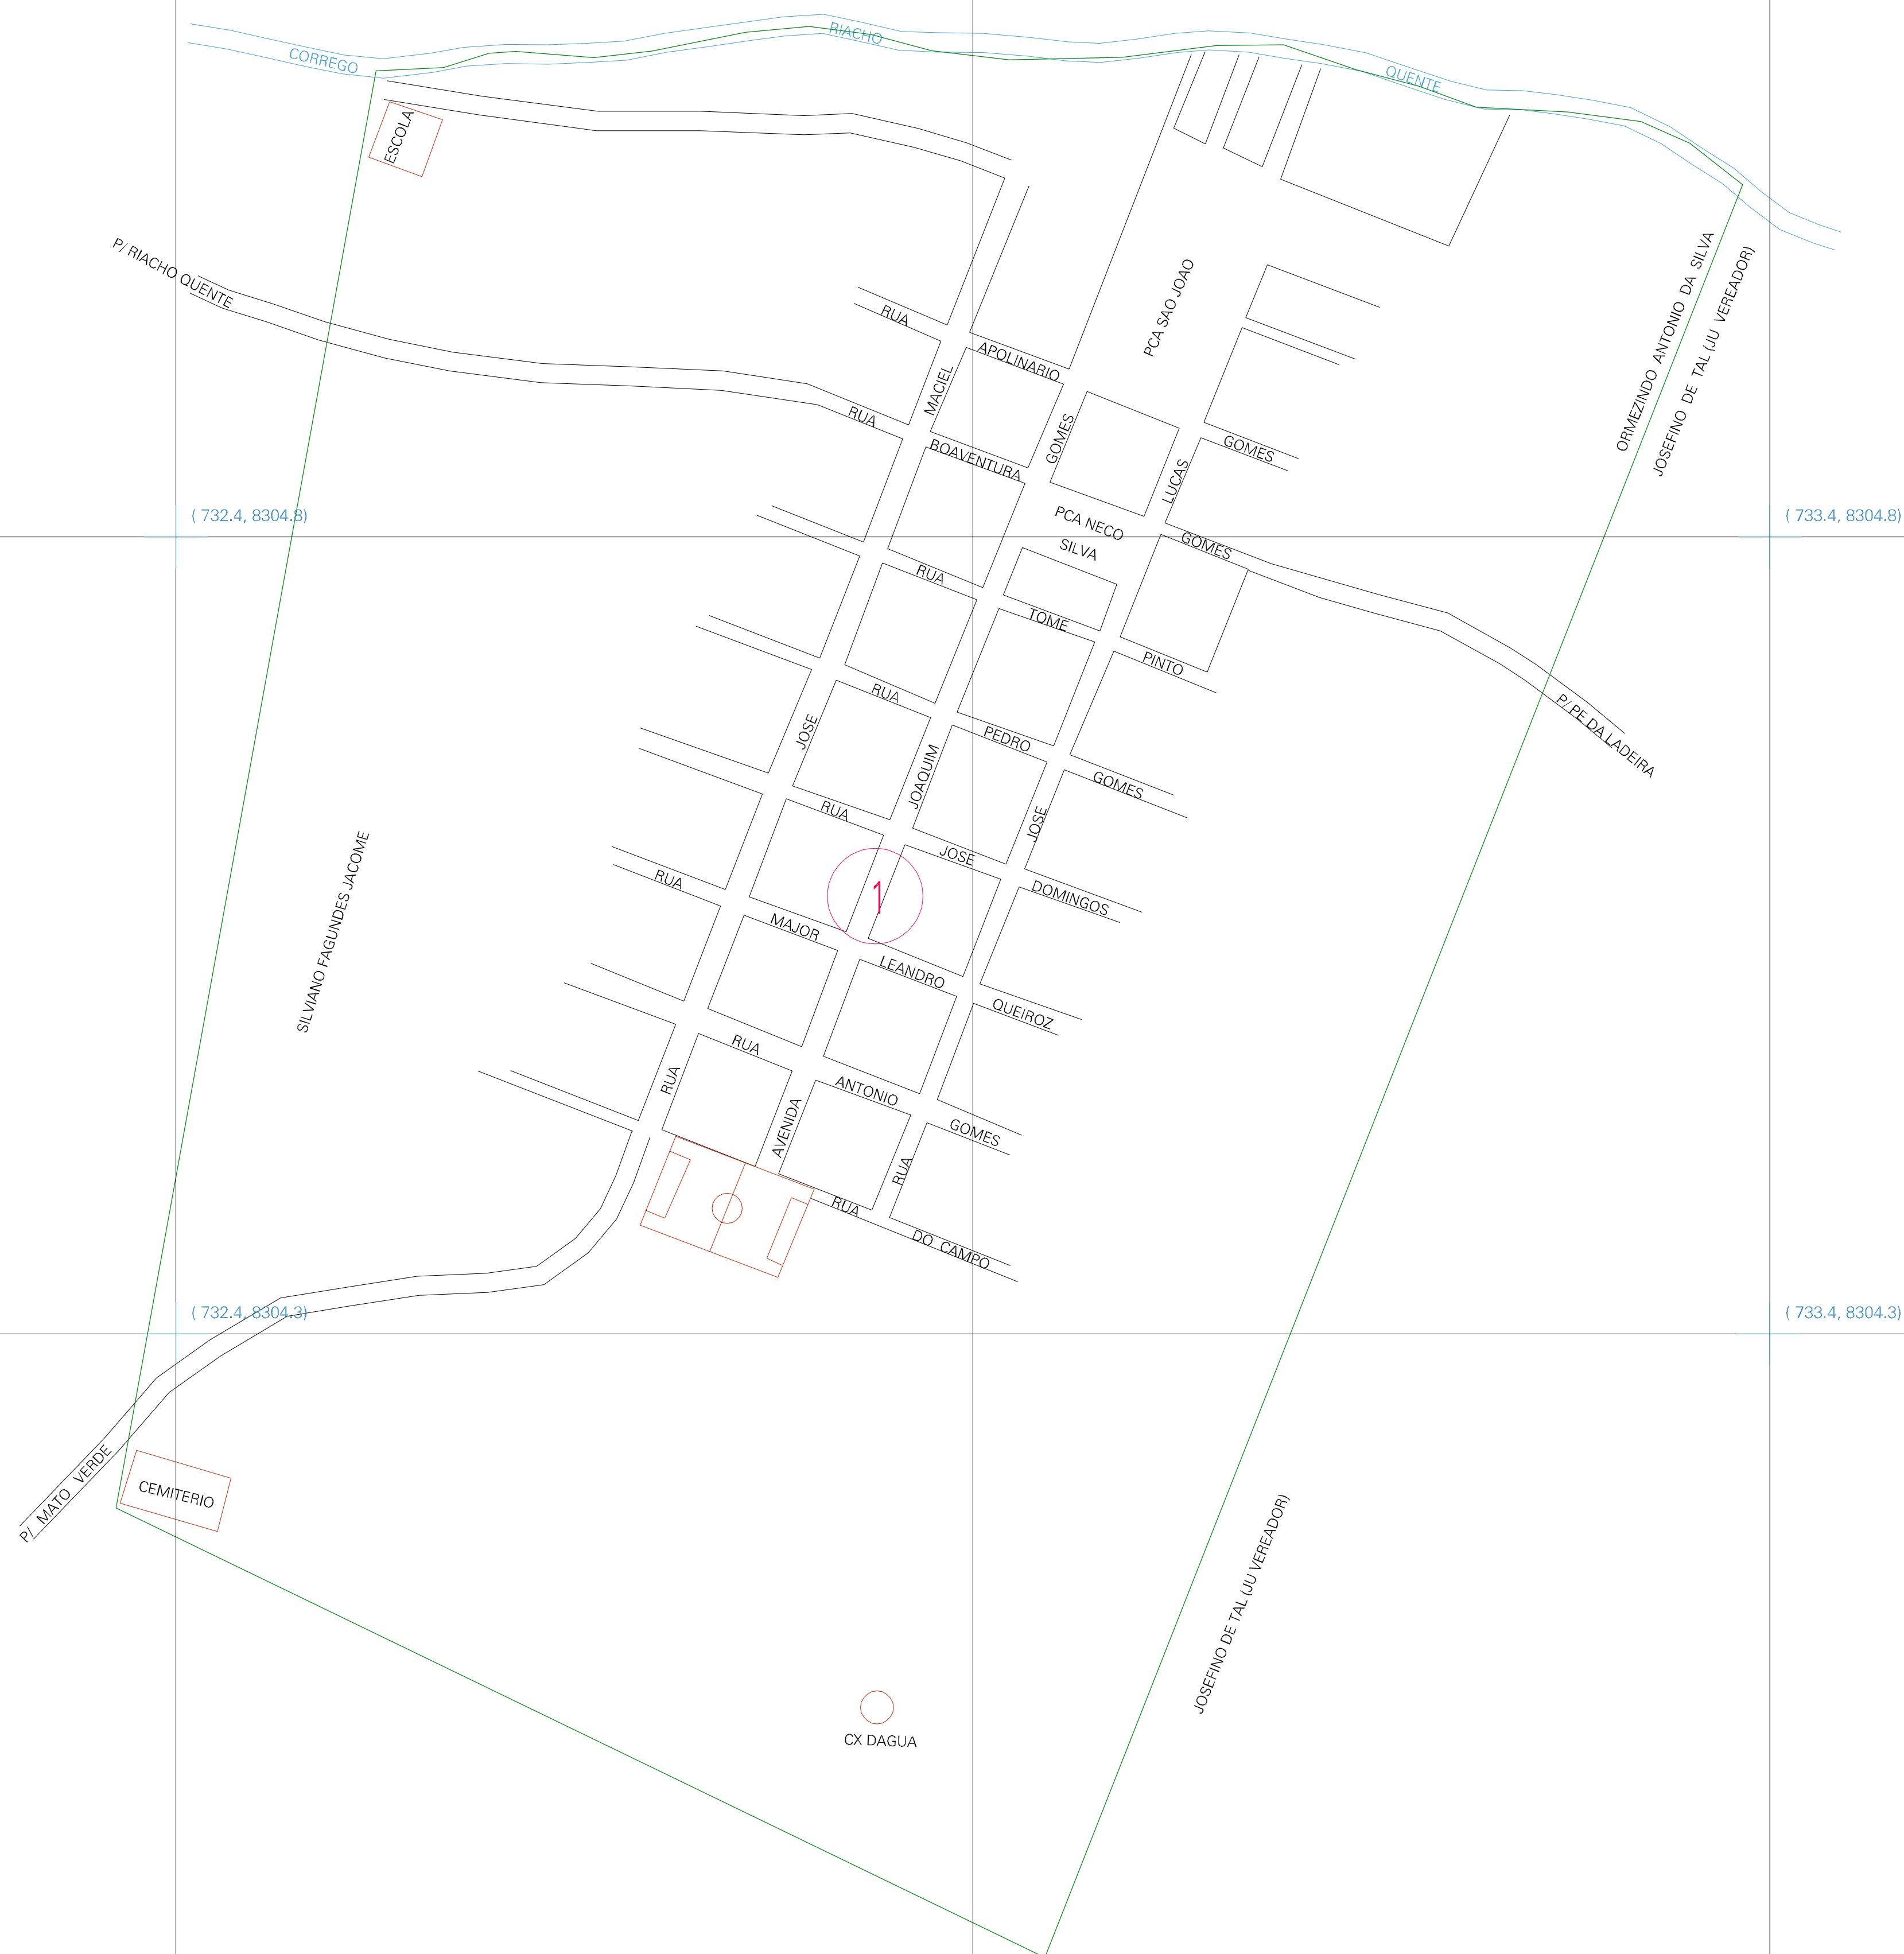 CORREGO RIACHO QUENTE
ESCOLA
P/ RIACHO QUENTE
RUA APOLINARIO
PCA SAO JOAO
ORMEZINDO ANTONIO DA SILVA
JOSEFINO DE TAL (JU VEREADOR)
RUA BOAVENTURA
GOMES
PCA NECO
SILVA
( 732.4, 8304.8)
( 733.4, 8304.8)
RUA TOME PINTO
GOMES
P/ PE DA LADEIRA
RUA PEDRO GOMES
RUA JOSE DOMINGOS
RUA JOSE MACIEL
AVENIDA JOAQUIM GOMES
RUA JOSE LUCAS
1
SILVIANO FAGUNDES JACOME
RUA MAJOR LEANDRO QUEIROZ
RUA ANTONIO GOMES
RUA DO CAMPO
( 732.4, 8304.3)
( 733.4, 8304.3)
P/ MATO VERDE
CEMITERIO
JOSEFINO DE TAL (JU VEREADOR)
CX DAGUA